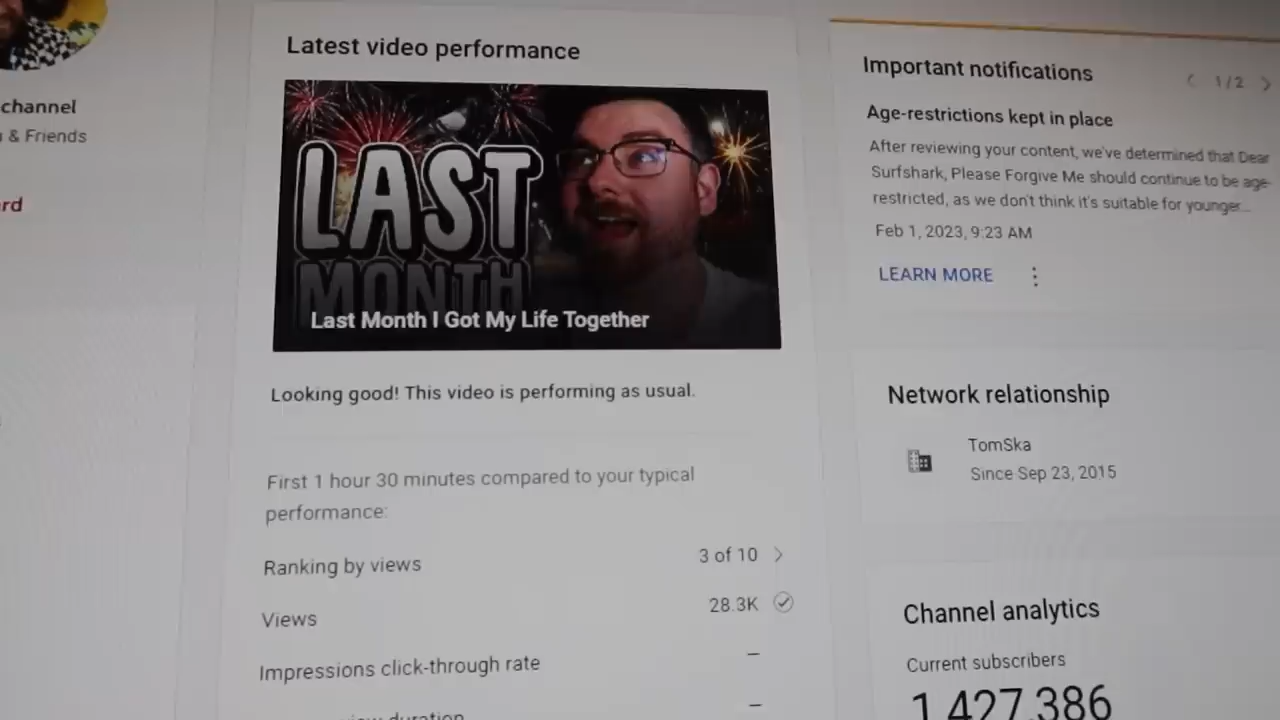 channel
& Friends
rd
Latest video performance
LAST
MONTH
Last Month I Got My Life Together
Looking good! This video is performing as usual.
First 1 hour 30 minutes compared to your typical
performance:
Ranking by views 3 of 10
Views 28.3K
Impressions click-through rate –
duration –
Important notifications
1/2
Age-restrictions kept in place
After reviewing your content, we've determined that Dear
Surfshark, Please Forgive Me should continue to be age-
restricted, as we don't think it's suitable for younger...
Feb 1, 2023, 9:23 AM
LEARN MORE
Network relationship
TomSka
Since Sep 23, 2015
Channel analytics
Current subscribers
1,427,386